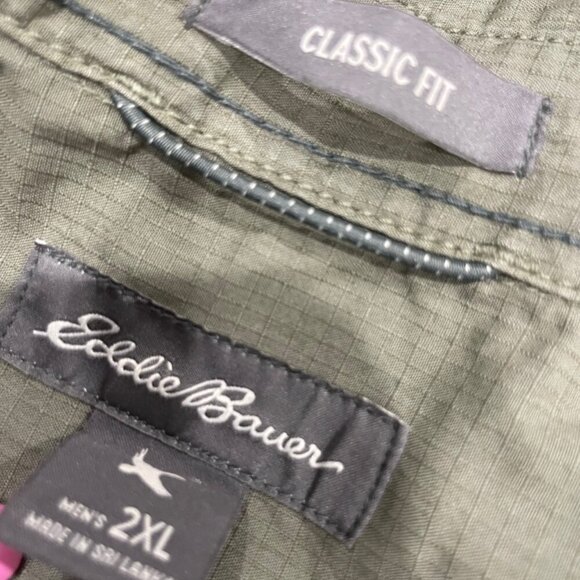 CLASSIC FIT
Eddie Bauer
MEN'S 2XL
MADE IN SRI LANKA